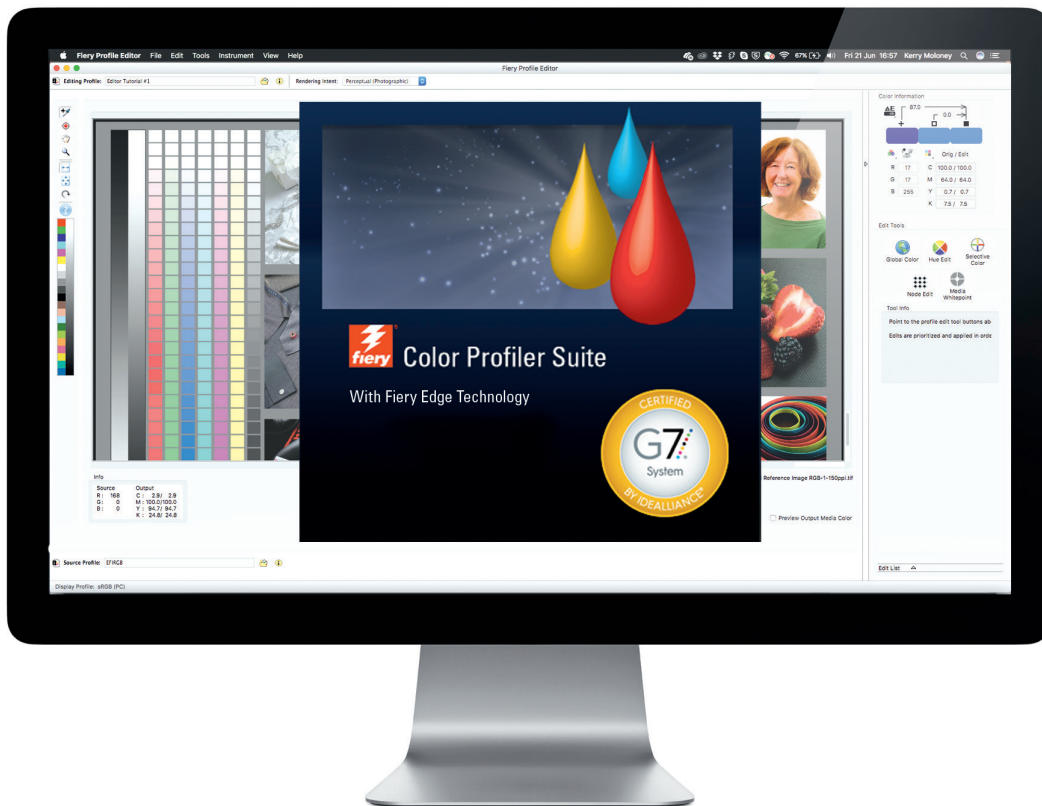 Fiery Profile Editor File Edit Tools Instrument View Help
67% Fri 21 Jun 16:57 Kerry Moloney
Fiery Profile Editor
Editing Profile: Editor Tutorial #1
Rendering Intent: Perceptual (Photographic)
fiery
Color Profiler Suite
With Fiery Edge Technology
CERTIFIED
G7
System
BY IDEALLIANCE
Info
Source Output
R: 168 C: 2.9/ 2.9
G: 0 M: 100.0/100.0
B: 0 Y: 94.7/ 94.7
K: 24.8/ 24.8
Reference Image RGB-1-150ppi.tif
Preview Output Media Color
Source Profile: EFIRGB
Display Profile: sRGB (PC)
Color Information
ΔE
87.0
0.0
Orig / Edit
R 17 C 100.0 / 100.0
G 17 M 64.0 / 64.0
B 255 Y 0.7 / 0.7
K 7.5 / 7.5
Edit Tools
Global Color
Hue Edit
Selective
Color
Node Edit
Media
Whitepoint
Tool Info
Point to the profile edit tool buttons ab
Edits are prioritized and applied in orde
Edit List